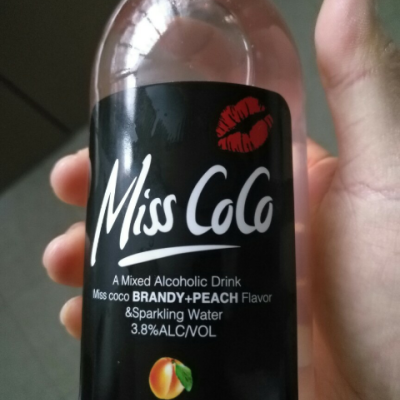 Miss CoCo
A Mixed Alcoholic Drink
Miss coco BRANDY+PEACH Flavor
&Sparkling Water
3.8%ALC/VOL